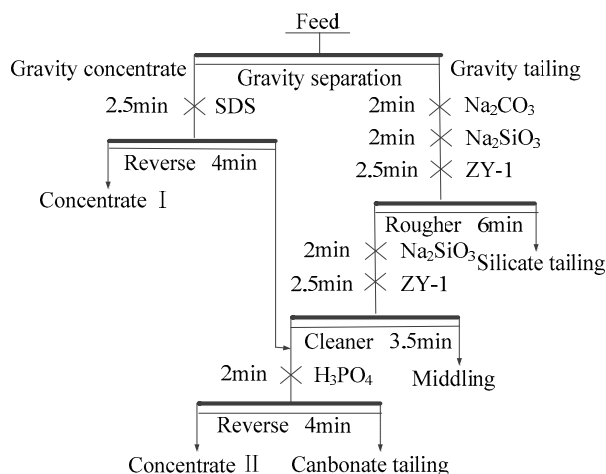 Feed
Gravity concentrate
Gravity separation
Gravity tailing
2.5min SDS
2min Na₂CO₃
2min Na₂SiO₃
2.5min ZY-1
Reverse 4min
Concentrate Ⅰ
Rougher 6min
2min Na₂SiO₃
Silicate tailing
2.5min ZY-1
Cleaner 3.5min
2min H₃PO₄
Middling
Reverse 4min
Concentrate Ⅱ
Canbonate tailing